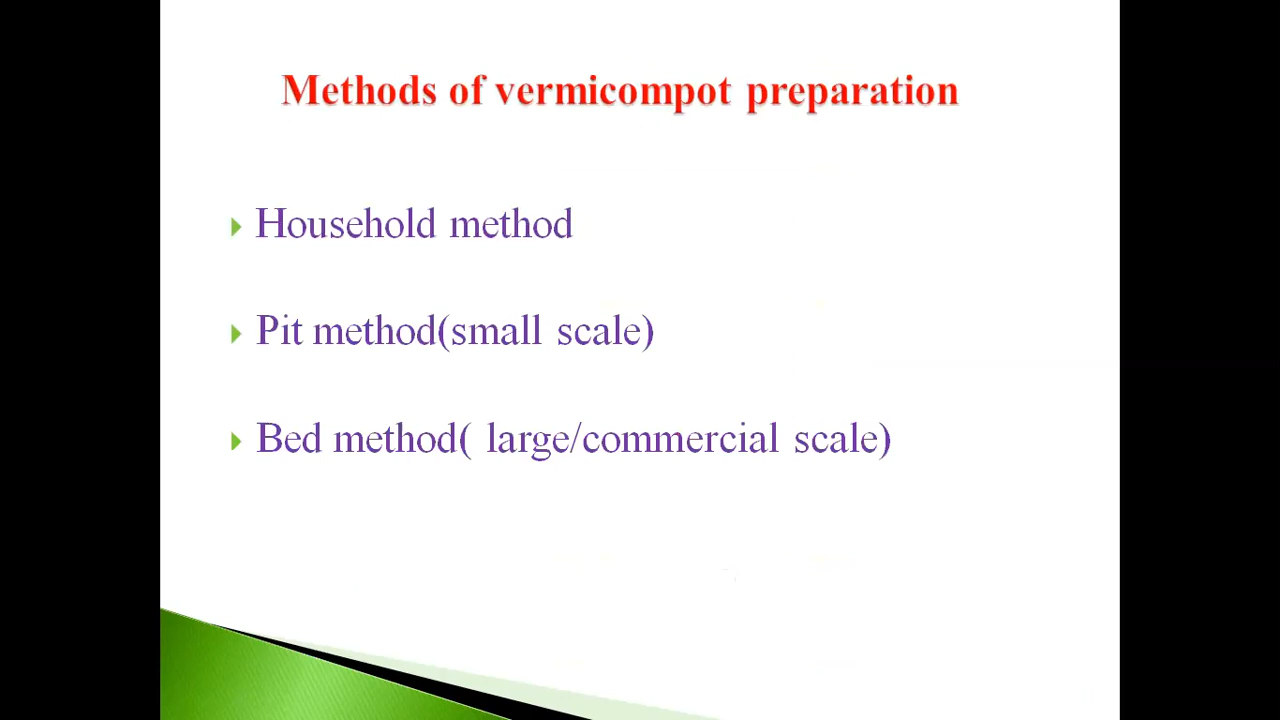 Methods of vermicompot preparation
Household method
Pit method(small scale)
Bed method( large/commercial scale)